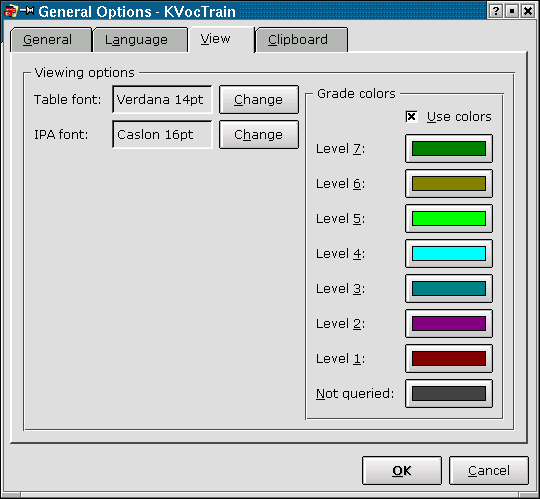 General Options - KVocTrain
General
Language
View
Clipboard
Viewing options
Table font:
Verdana 14pt
Change
IPA font:
Caslon 16pt
Change
Grade colors
Use colors
Level 7:
Level 6:
Level 5:
Level 4:
Level 3:
Level 2:
Level 1:
Not queried:
OK
Cancel